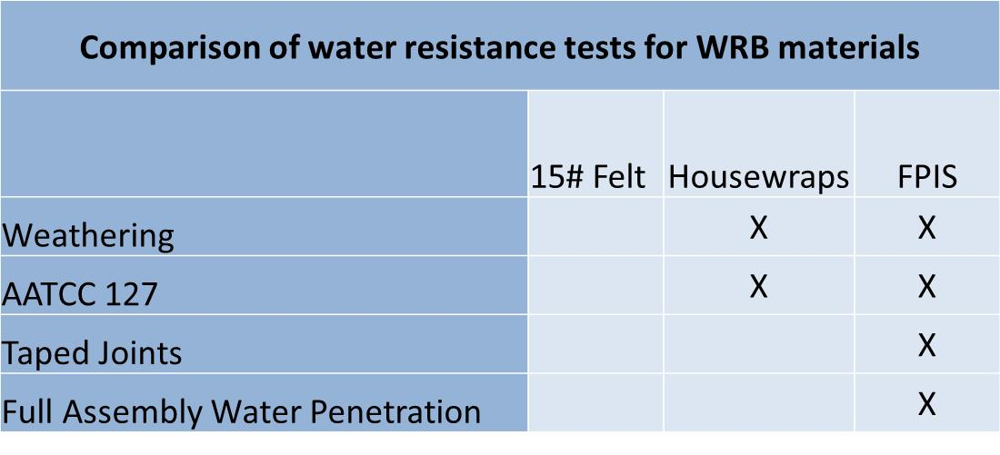 Comparison of water resistance tests for WRB materials
15# Felt Housewraps FPIS
Weathering X X
AATCC 127 X X
Taped Joints X
Full Assembly Water Penetration X